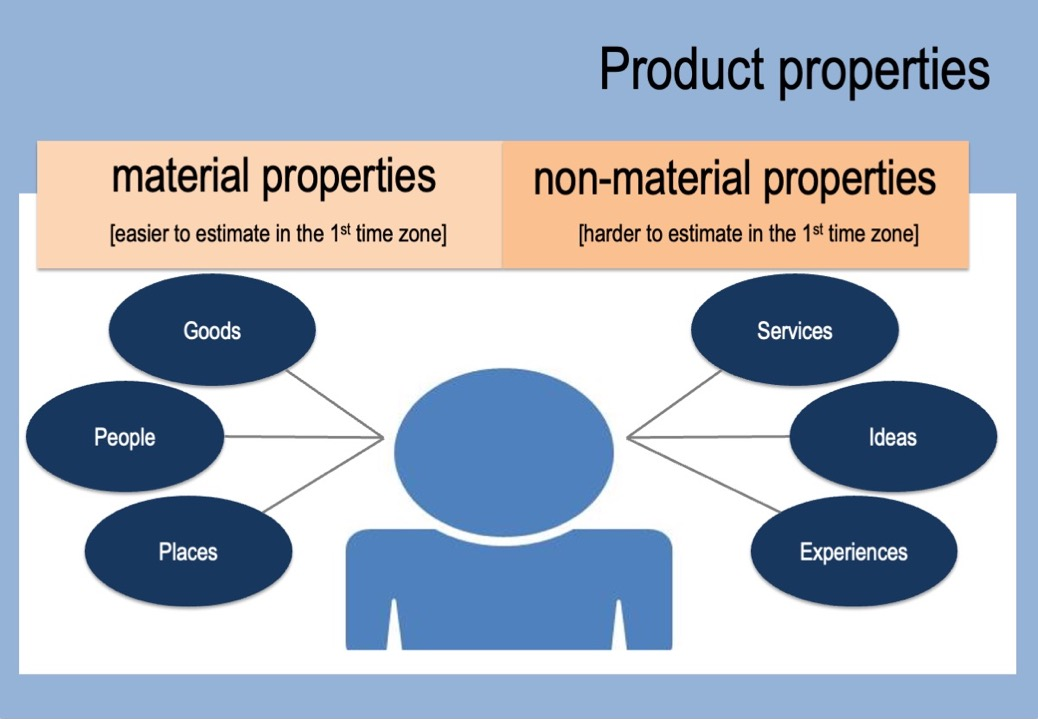 Product properties
material properties
[easier to estimate in the 1st time zone]
non-material properties
[harder to estimate in the 1st time zone]
Goods
People
Places
Services
Ideas
Experiences